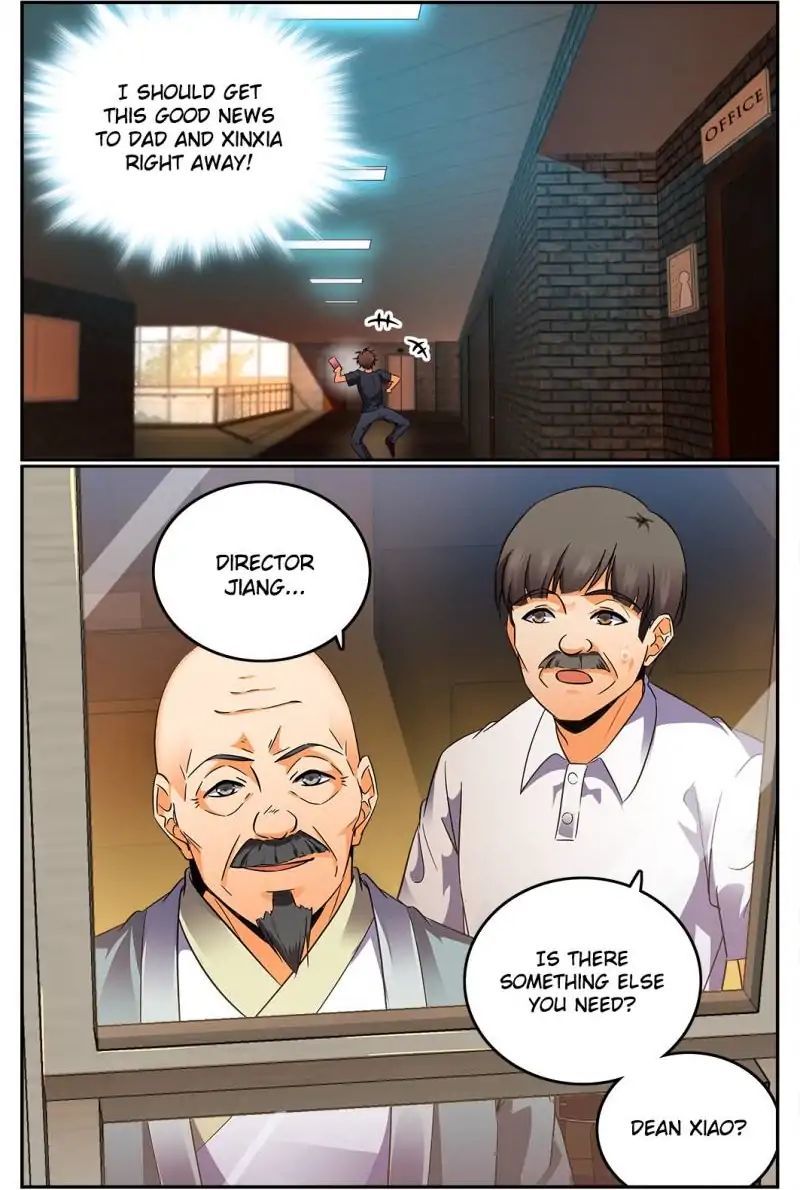 I SHOULD GET
THIS GOOD NEWS
TO DAD AND XINXIA
RIGHT AWAY!
OFFICE
DIRECTOR
JIANG...
IS THERE
SOMETHING ELSE
YOU NEED?
DEAN XIAO?